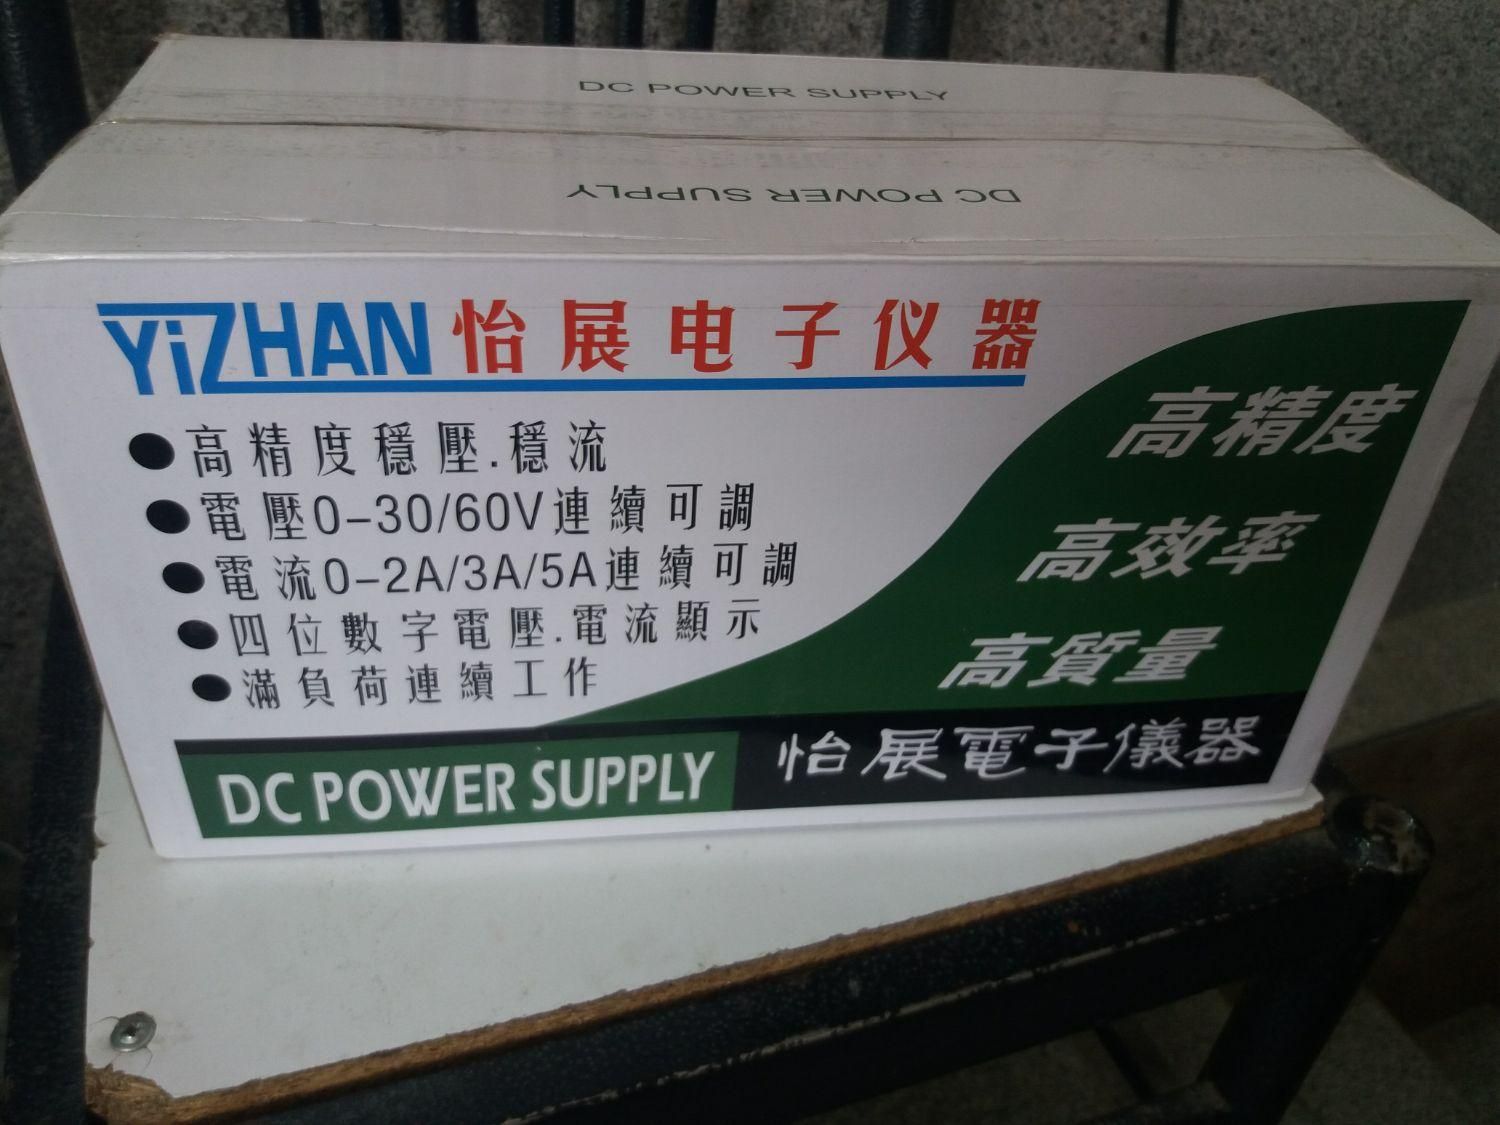 DC POWER SUPPLY
DC POWER SUPPLY
YiZHAN 怡展电子仪器
●高精度穩壓.穩流
●電壓0-30/60V連續可調
●電流0-2A/3A/5A連續可調
●四位數字電壓.電流顯示
●滿負荷連續工作
高精度
高效率
高質量
DC POWER SUPPLY
怡展電子儀器